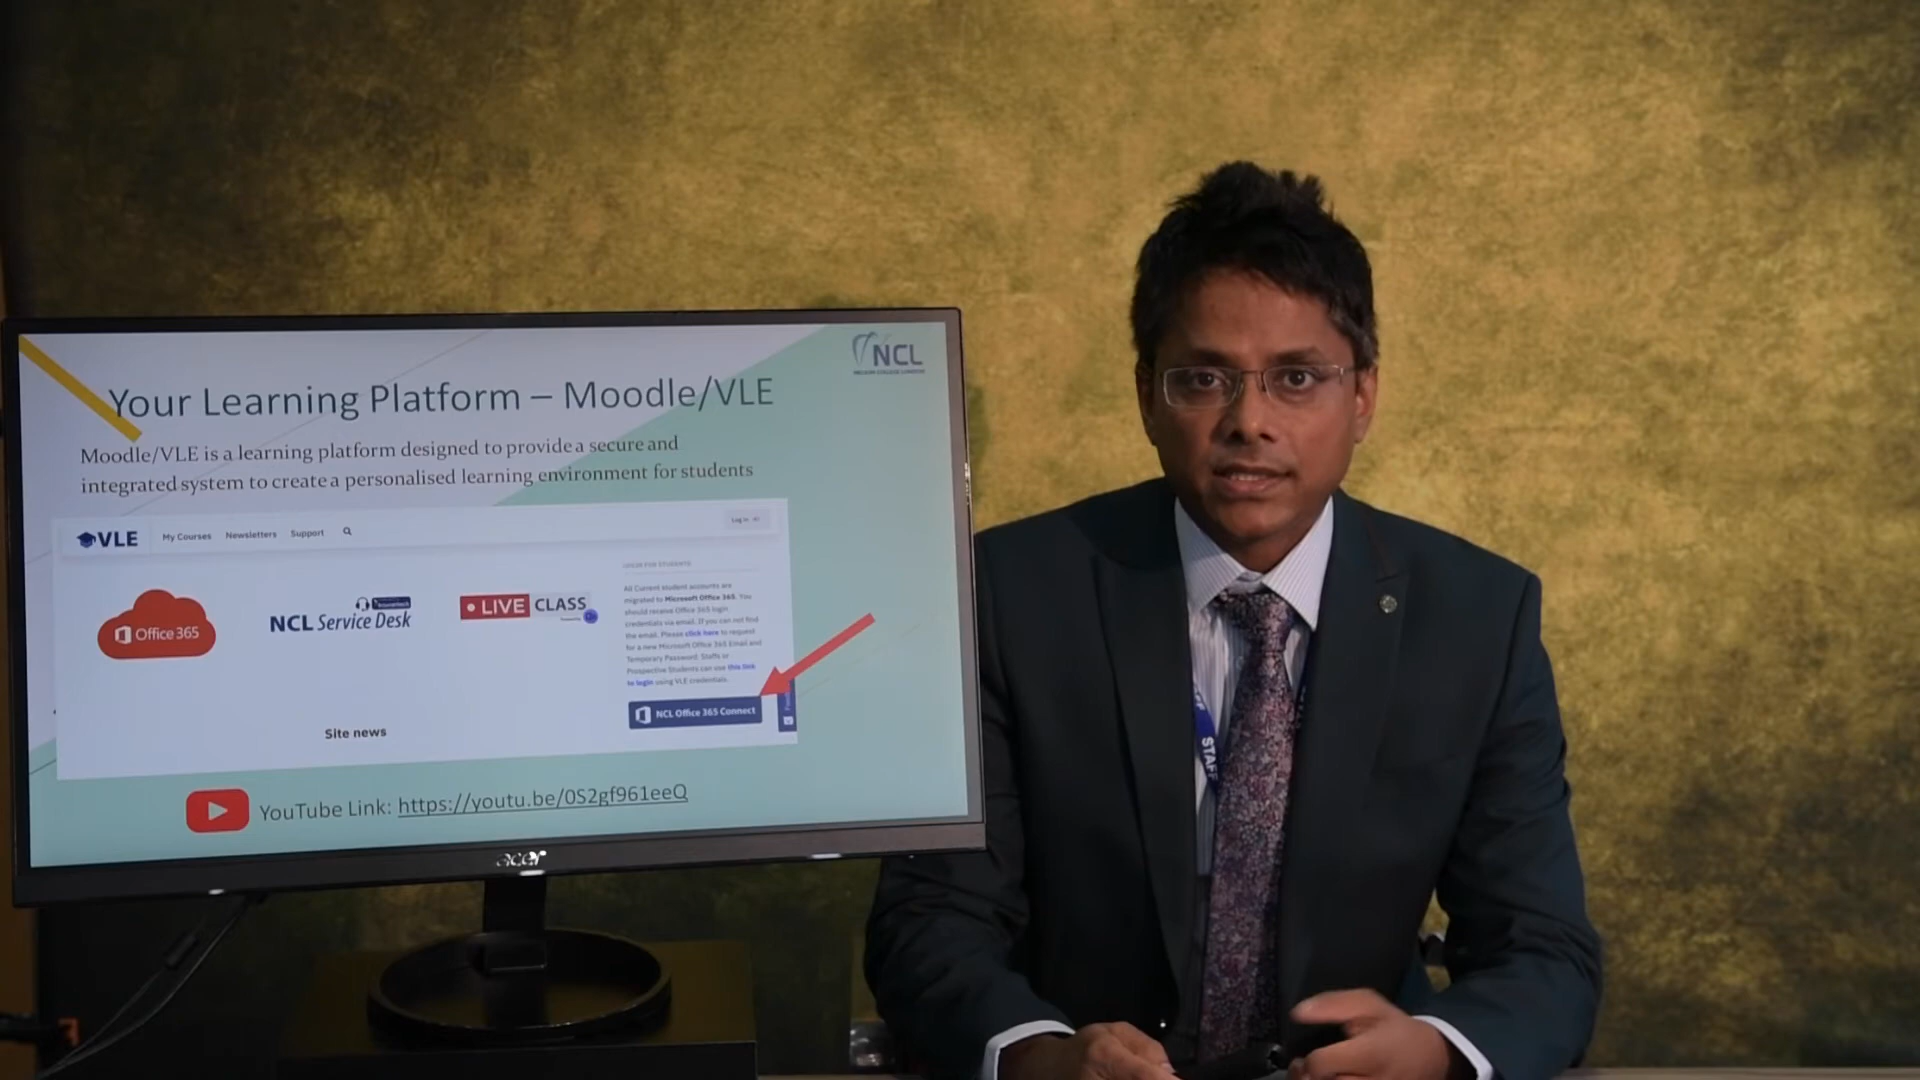 NCL
NELSON COLLEGE LONDON
Your Learning Platform – Moodle/VLE
Moodle/VLE is a learning platform designed to provide a secure and
integrated system to create a personalised learning environment for students
VLE
My Courses Newsletters Support
Log in
Office 365
NCL Service Desk
LIVE CLASS
All Current student accounts are
migrated to Microsoft Office 365. You
should receive Office 365 login
credentials via email. If you can not find
the email. Please click here to request
for a new Microsoft Office 365 Email and
Temporary Password. Staffs or
Prospective Students can use this link
to login using VLE credentials.
NCL Office 365 Connect
Site news
YouTube Link: https://youtu.be/0S2gf961eeQ
acer
STAFF